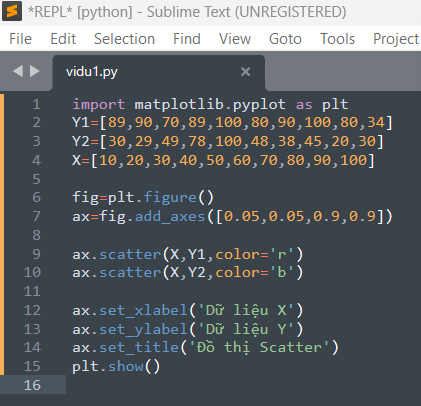 *REPL* [python] - Sublime Text (UNREGISTERED)
File Edit Selection Find View Goto Tools Project
vidu1.py
1 import matplotlib.pyplot as plt
2 Y1=[89,90,70,89,100,80,90,100,80,34]
3 Y2=[30,29,49,78,100,48,38,45,20,30]
4 X=[10,20,30,40,50,60,70,80,90,100]
5
6 fig=plt.figure()
7 ax=fig.add_axes([0.05,0.05,0.9,0.9])
8
9 ax.scatter(X,Y1,color='r')
10 ax.scatter(X,Y2,color='b')
11
12 ax.set_xlabel('Dữ liệu X')
13 ax.set_ylabel('Dữ liệu Y')
14 ax.set_title('Đồ thị Scatter')
15 plt.show()
16